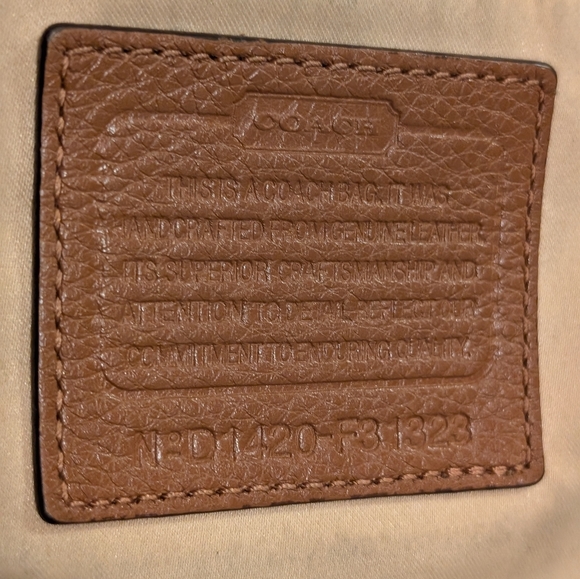 COACH
THIS IS A COACH BAG. IT WAS
HANDCRAFTED FROM GENUINE LEATHER.
ITS SUPERIOR CRAFTSMANSHIP AND
ATTENTION TO DETAIL REFLECT OUR
COMMITMENT TO ENDURING QUALITY.
Nº D1420-F31323